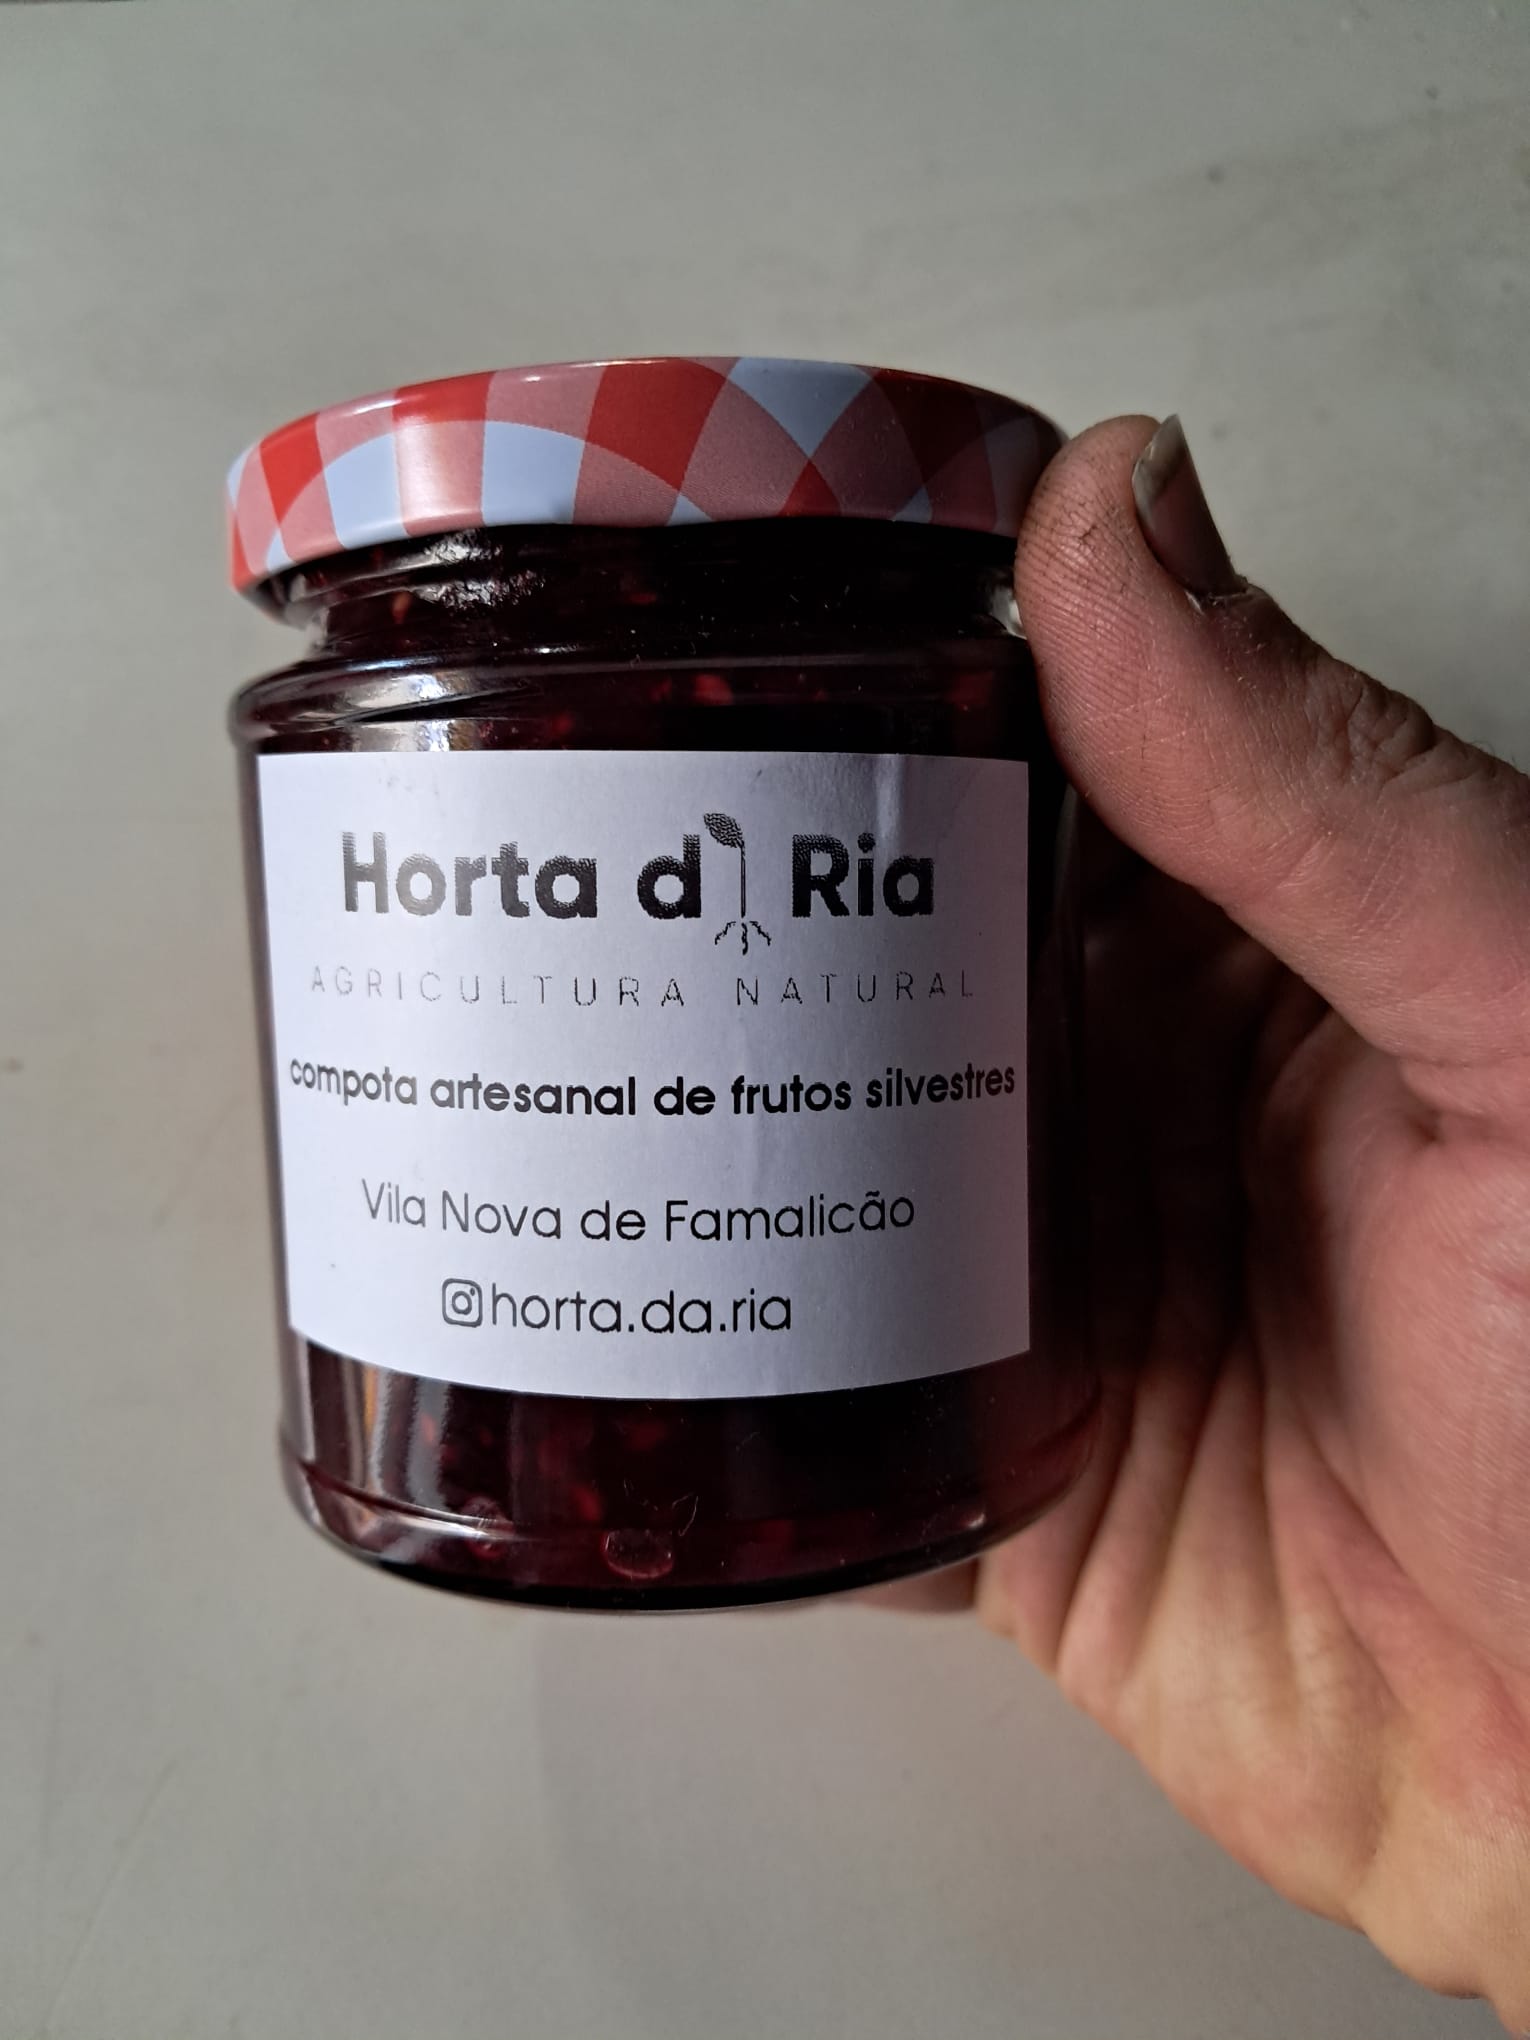 Horta da Ria
AGRICULTURA NATURAL
compota artesanal de frutos silvestres
Vila Nova de Famalicão
horta.da.ria